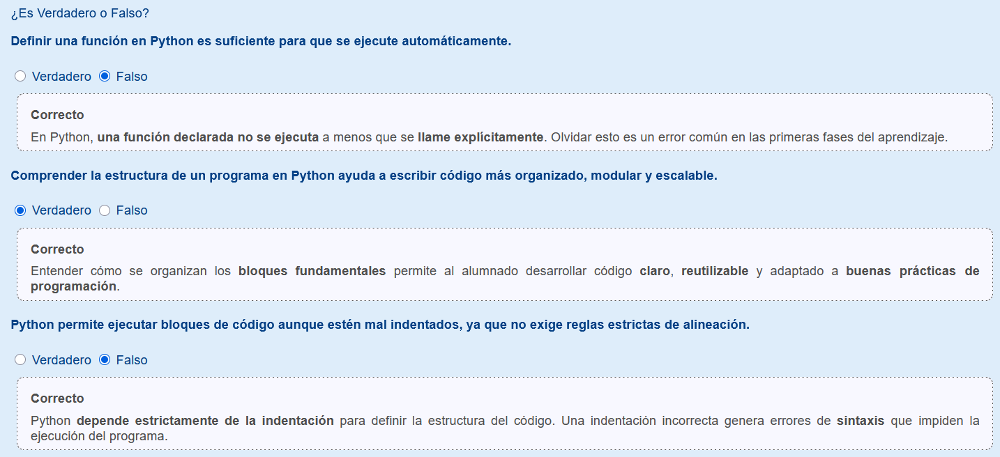 ¿Es Verdadero o Falso?
Definir una función en Python es suficiente para que se ejecute automáticamente.
Verdadero Falso
Correcto
En Python, una función declarada no se ejecuta a menos que se llame explícitamente. Olvidar esto es un error común en las primeras fases del aprendizaje.
Comprender la estructura de un programa en Python ayuda a escribir código más organizado, modular y escalable.
Verdadero Falso
Correcto
Entender cómo se organizan los bloques fundamentales permite al alumnado desarrollar código claro, reutilizable y adaptado a buenas prácticas de
programación.
Python permite ejecutar bloques de código aunque estén mal indentados, ya que no exige reglas estrictas de alineación.
Verdadero Falso
Correcto
Python depende estrictamente de la indentación para definir la estructura del código. Una indentación incorrecta genera errores de sintaxis que impiden la
ejecución del programa.